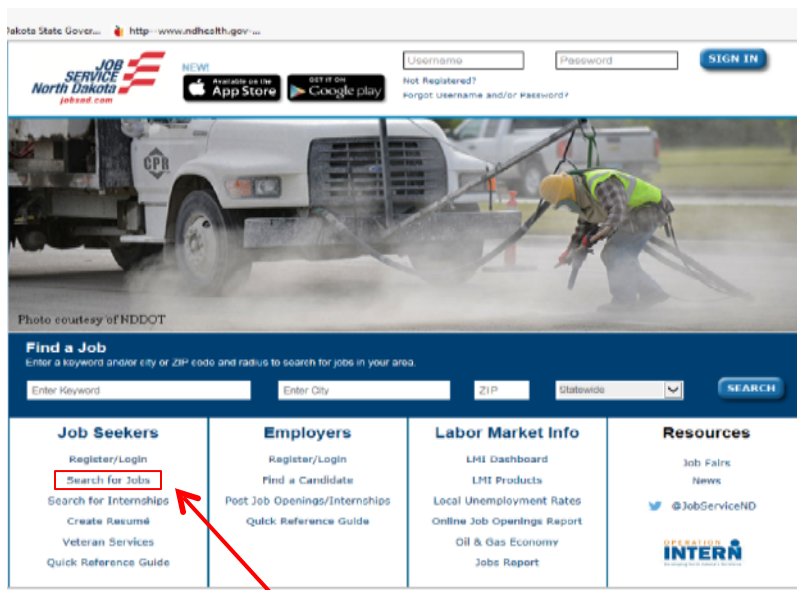 Dakota State Gover... http--www.ndhealth.gov-...
JOB
SERVICE
North Dakota
jobsnd.com
NEW!
Available on the
App Store
GET IT ON
Google play
Username
Password
SIGN IN
Not Registered?
Forgot Username and/or Password?
CPR
Photo courtesy of NDDOT
Find a Job
Enter a keyword and/or city or ZIP code and radius to search for jobs in your area.
Enter Keyword
Enter City
ZIP
Statewide
SEARCH
Job Seekers
Register/Login
Search for Jobs
Search for Internships
Create Resumé
Veteran Services
Quick Reference Guide
Employers
Register/Login
Find a Candidate
Post Job Openings/Internships
Quick Reference Guide
Labor Market Info
LMI Dashboard
LMI Products
Local Unemployment Rates
Online Job Openings Report
Oil & Gas Economy
Jobs Report
Resources
Job Fairs
News
@JobServiceND
OPERATION
INTERN